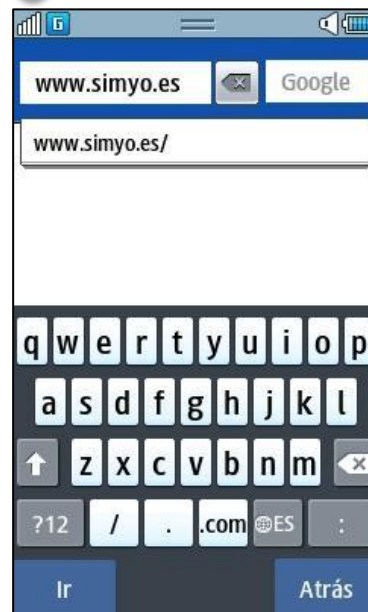 G
www.simyo.es Google
www.simyo.es/
q w e r t y u i o p
a s d f g h j k l
z x c v b n m
?12 / . .com ES :
Ir Atrás